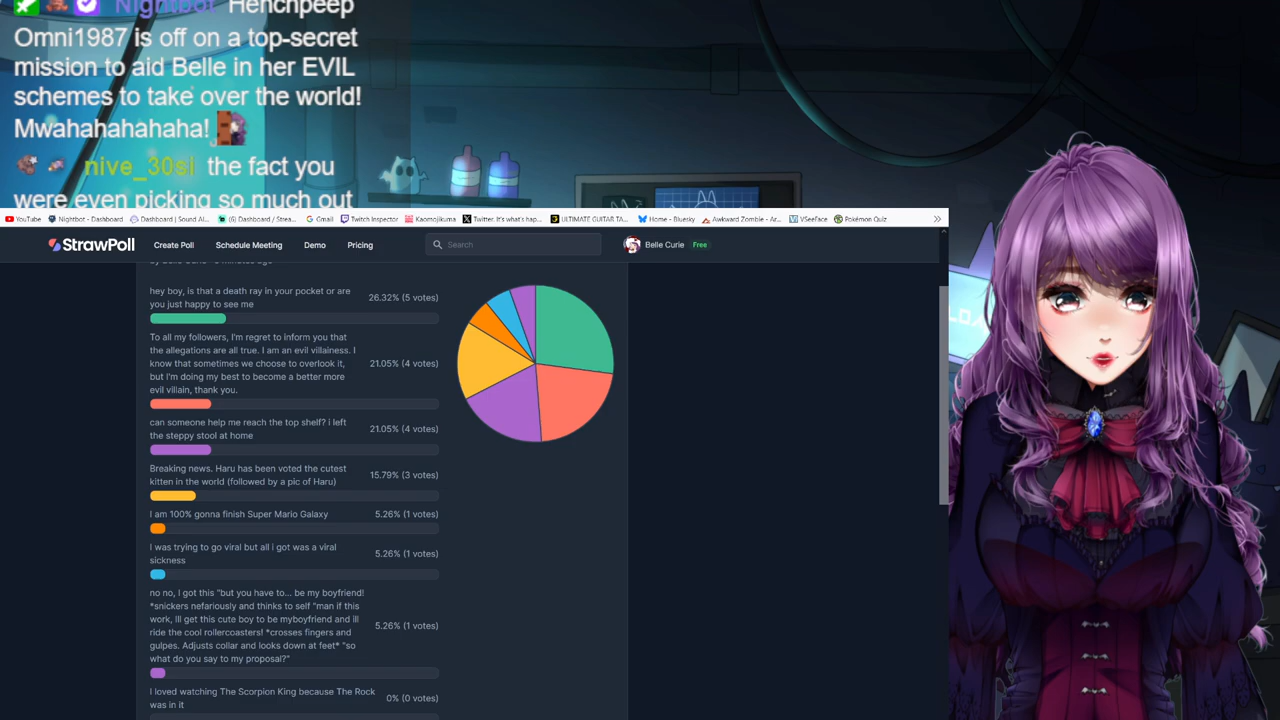 Nightbot Henchpeep
Omni1987 is off on a top-secret
mission to aid Belle in her EVIL
schemes to take over the world!
Mwahahahahaha!
nive_30si the fact you
were even picking so much out
YouTube Nightbot - Dashboard Dashboard | Sound Al... (6) Dashboard / Strea... Gmail Twitch Inspector Kaomojikuma Twitter. It's what's hap... ULTIMATE GUITAR TA... Home - Bluesky Awkward Zombie - Ar... VSeeFace Pokémon Quiz
StrawPoll Create Poll Schedule Meeting Demo Pricing Search Belle Curie Free
hey boy, is that a death ray in your pocket or are
you just happy to see me
26.32% (5 votes)
To all my followers, I'm regret to inform you that
the allegations are all true. I am an evil villainess. I
know that sometimes we choose to overlook it,
but I'm doing my best to become a better more
evil villain, thank you.
21.05% (4 votes)
can someone help me reach the top shelf? i left
the steppy stool at home
21.05% (4 votes)
Breaking news. Haru has been voted the cutest
kitten in the world (followed by a pic of Haru)
15.79% (3 votes)
I am 100% gonna finish Super Mario Galaxy 5.26% (1 votes)
I was trying to go viral but all i got was a viral
sickness
5.26% (1 votes)
no no, I got this "but you have to... be my boyfriend!
*snickers nefariously and thinks to self "man if this
work, Ill get this cute boy to be myboyfriend and ill
ride the cool rollercoasters! *crosses fingers and
gulpes. Adjusts collar and looks down at feet* "so
what do you say to my proposal?"
5.26% (1 votes)
I loved watching The Scorpion King because The Rock
was in it
0% (0 votes)